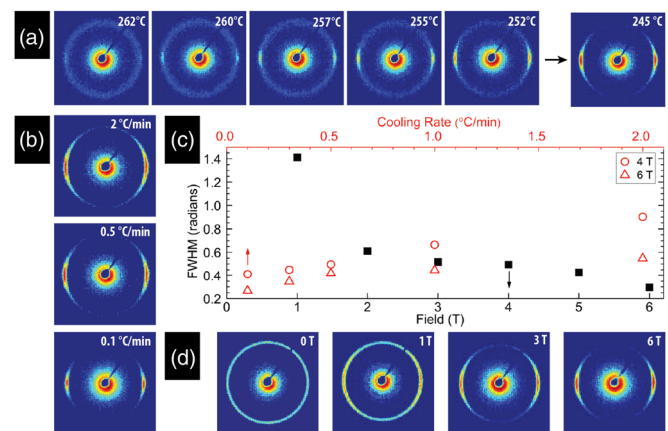 (a)
262°C
260°C
257°C
255°C
252°C
245 °C
(b)
2 °C/min
0.5 °C/min
0.1°C/min
(c)
Cooling Rate (°C/min)
0.0 0.5 1.0 1.5 2.0
4 T
6 T
FWHM (radians)
1.4
1.2
1.0
0.8
0.6
0.4
0.2
0 1 2 3 4 5 6
Field (T)
(d)
0 T
1T
3 T
6 T